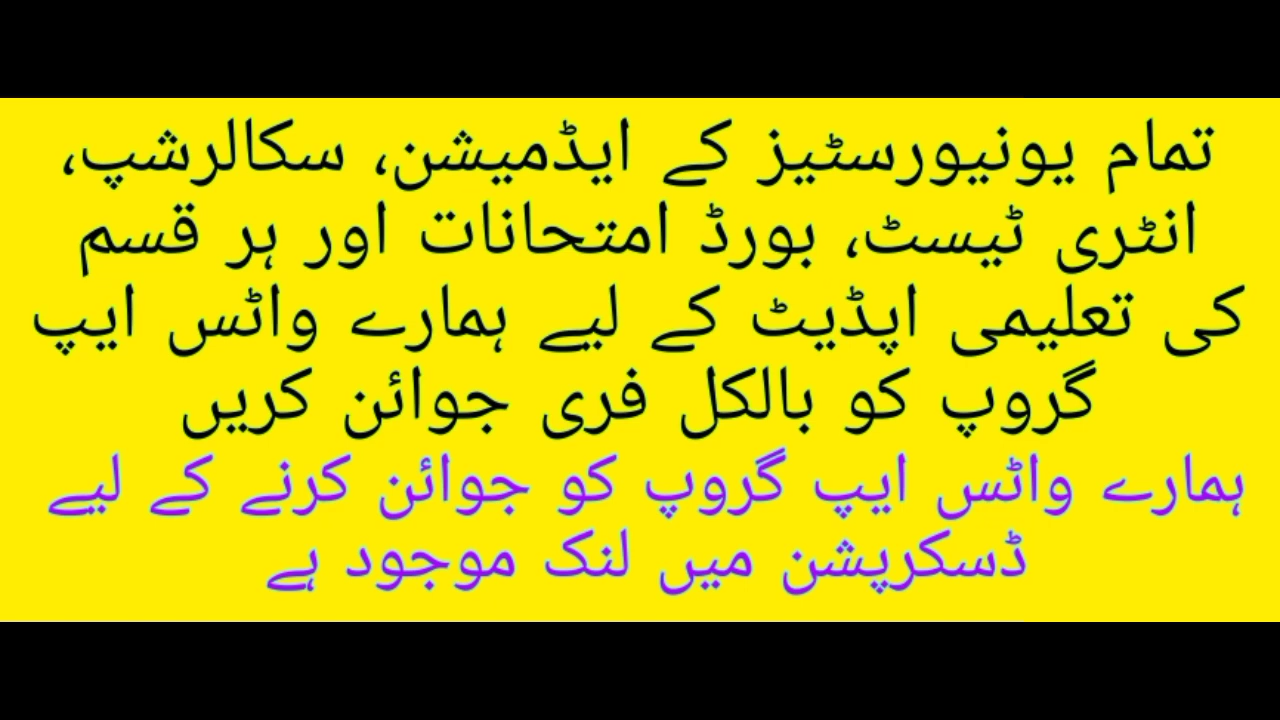 تمام یونیورسٹیز کے ایڈمیشن، سکالرشپ،
انٹری ٹیسٹ، بورڈ امتحانات اور ہر قسم
کی تعلیمی اپڈیٹ کے لیے ہمارے واٹس ایپ
گروپ کو بالکل فری جوائن کریں
ہمارے واٹس ایپ گروپ کو جوائن کرنے کے لیے
ڈسکرپشن میں لنک موجود ہے